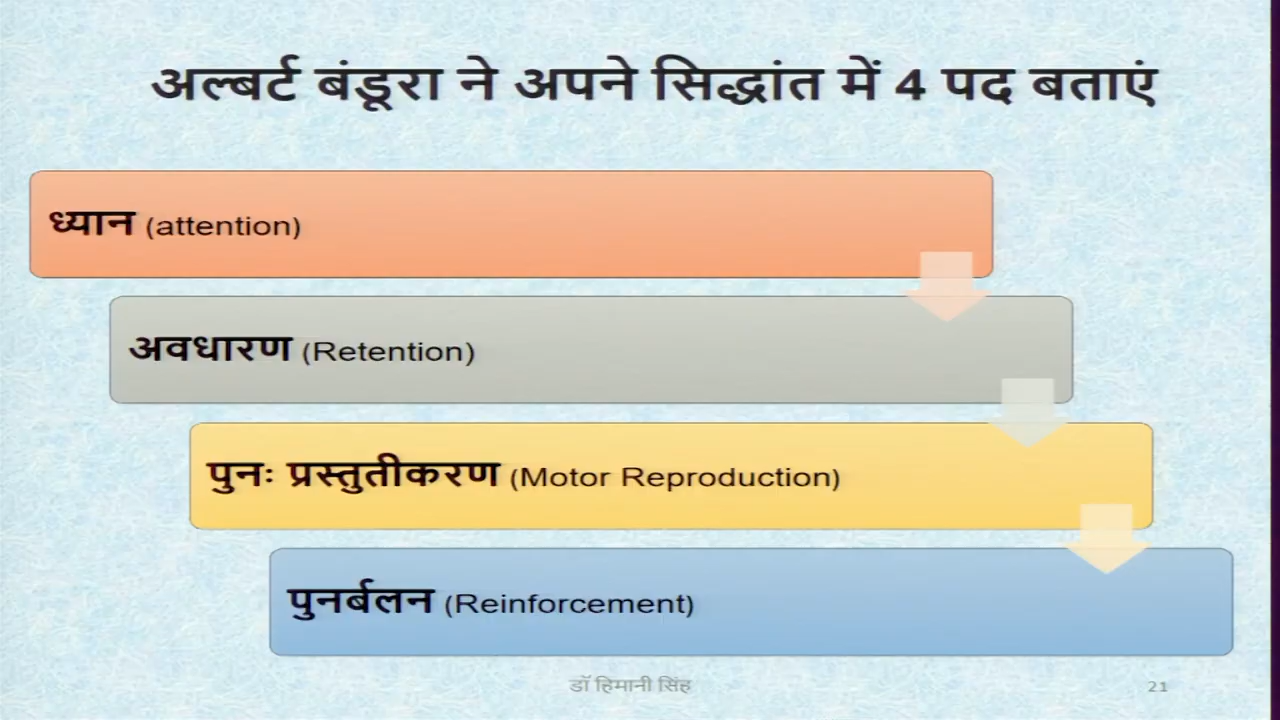 अल्बर्ट बंडूरा ने अपने सिद्धांत में 4 पद बताएं
ध्यान (attention)
अवधारण (Retention)
पुनः प्रस्तुतीकरण (Motor Reproduction)
पुनर्बलन (Reinforcement)
डॉ हिमानी सिंह
21